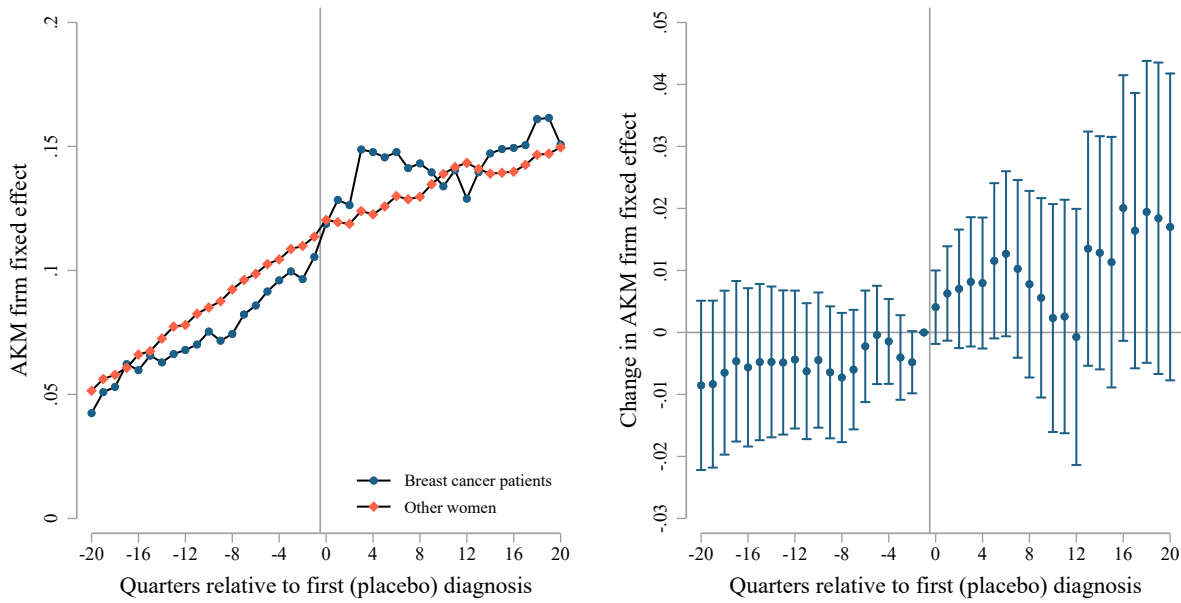 AKM firm fixed effect
.2
.15
.1
.05
0
Breast cancer patients
Other women
-20 -16 -12 -8 -4 0 4 8 12 16 20
Quarters relative to first (placebo) diagnosis
Change in AKM firm fixed effect
.05
.04
.03
.02
.01
0
-.01
-.02
-.03
-20 -16 -12 -8 -4 0 4 8 12 16 20
Quarters relative to first (placebo) diagnosis